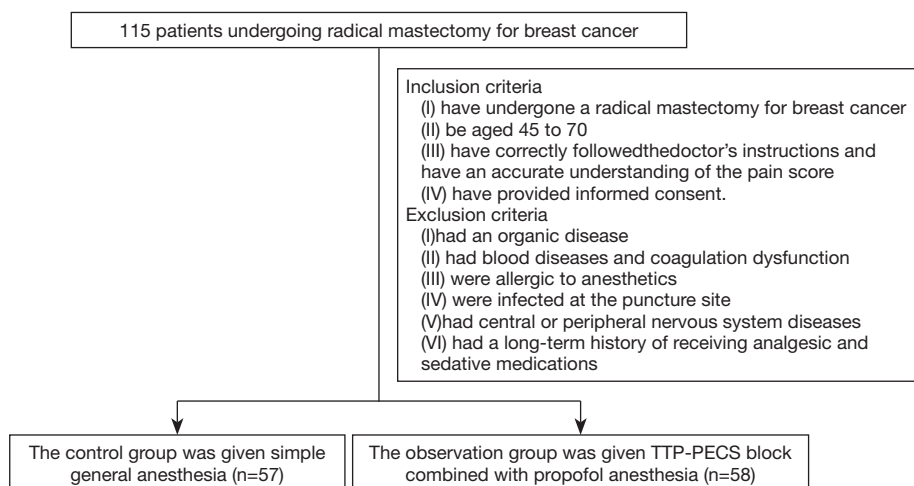 115 patients undergoing radical mastectomy for breast cancer
Inclusion criteria
(I) have undergone a radical mastectomy for breast cancer
(II) be aged 45 to 70
(III) have correctly followedthedoctor's instructions and
have an accurate understanding of the pain score
(IV) have provided informed consent.
Exclusion criteria
(I)had an organic disease
(II) had blood diseases and coagulation dysfunction
(III) were allergic to anesthetics
(IV) were infected at the puncture site
(V)had central or peripheral nervous system diseases
(VI) had a long-term history of receiving analgesic and
sedative medications
The control group was given simple
general anesthesia (n=57)
The observation group was given TTP-PECS block
combined with propofol anesthesia (n=58)